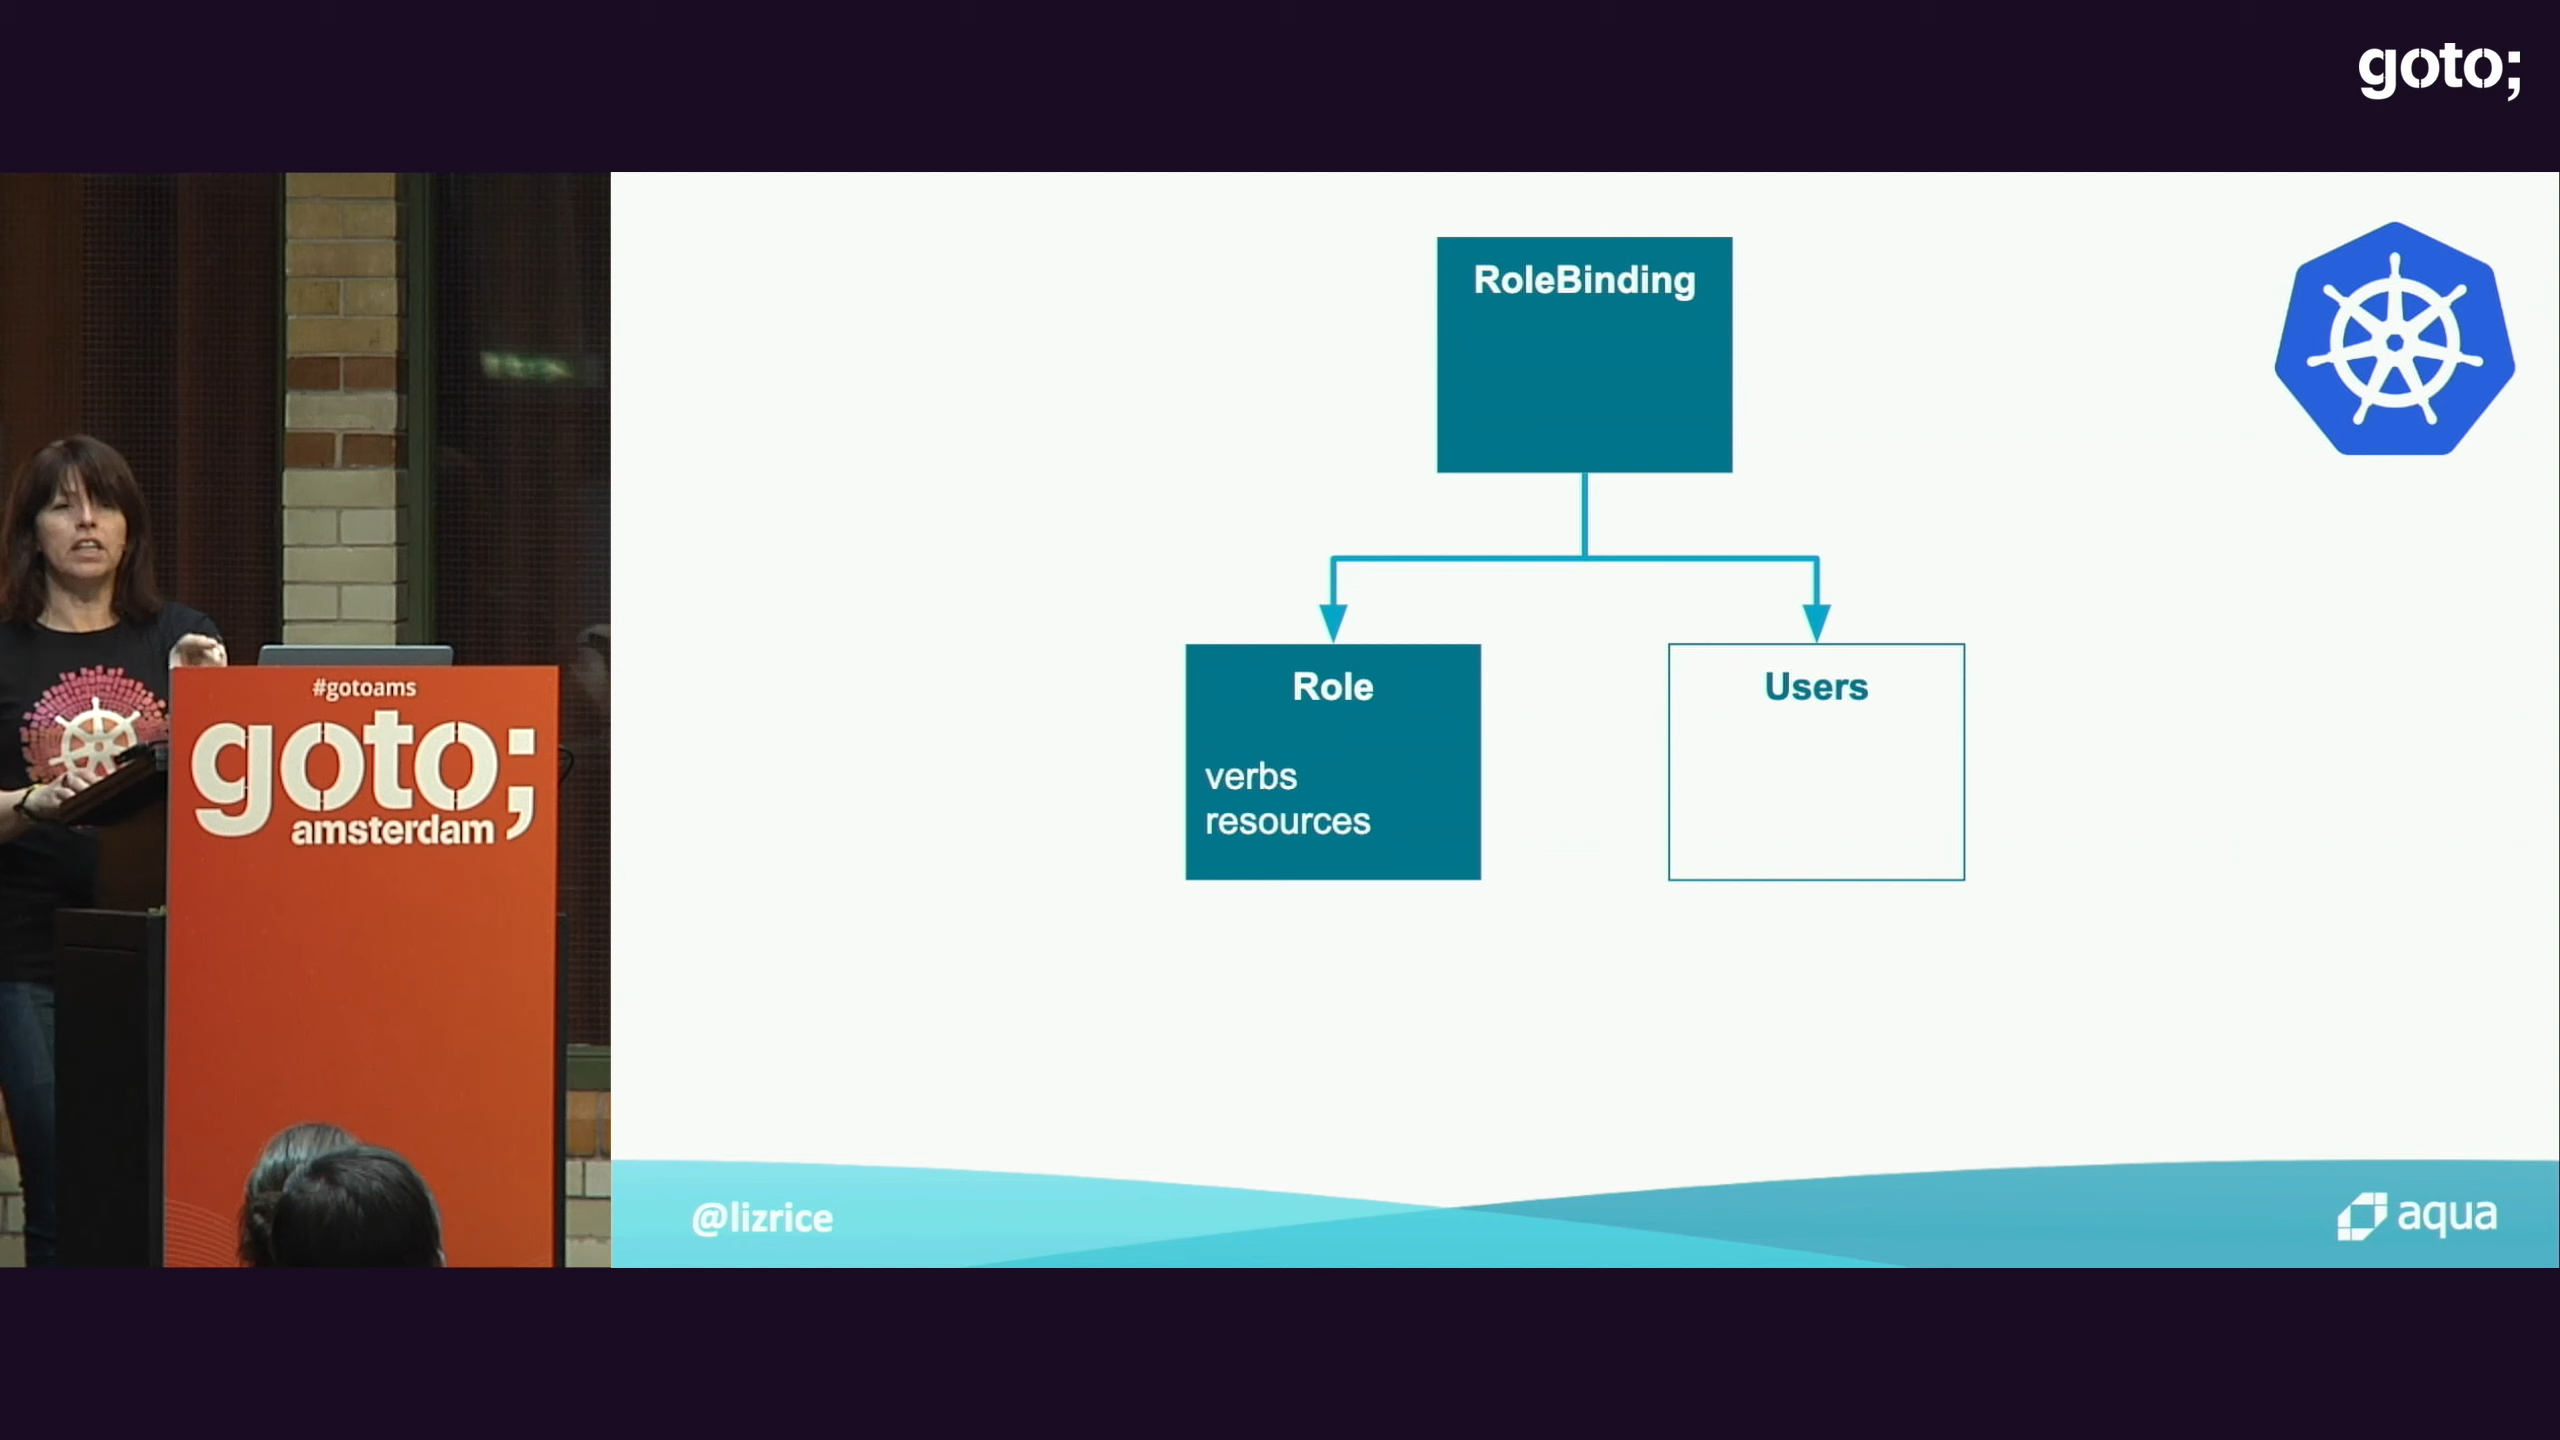 goto;
RoleBinding
Role
verbs
resources
Users
#gotoams
goto;
amsterdam
@lizrice
aqua